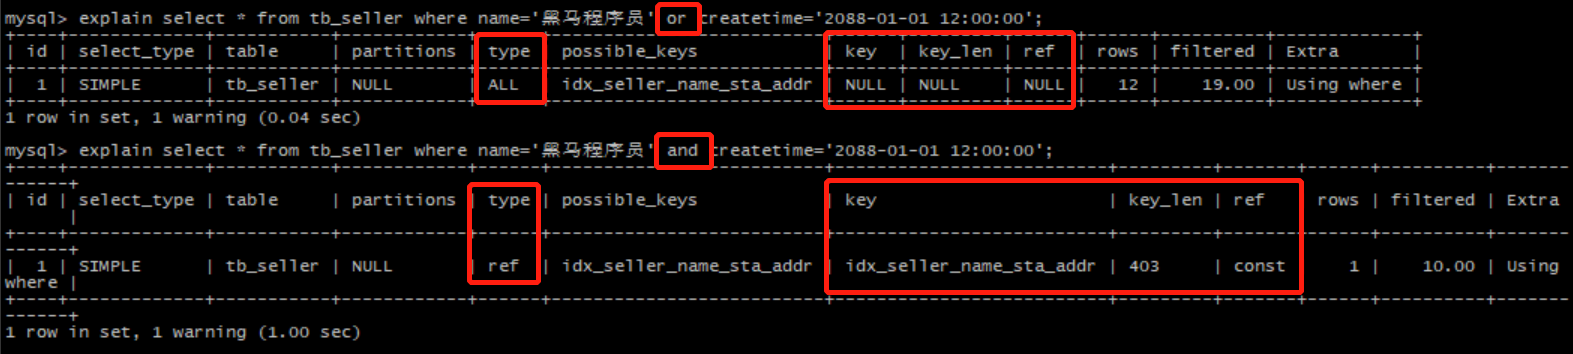 mysql> explain select * from tb_seller where name='黑马程序员' or createtime='2088-01-01 12:00:00';
+----+-------------+-----------+------------+------+--------------------------+------+---------+------+------+----------+-------------+
| id | select_type | table | partitions | type | possible_keys | key | key_len | ref | rows | filtered | Extra |
+----+-------------+-----------+------------+------+--------------------------+------+---------+------+------+----------+-------------+
| 1 | SIMPLE | tb_seller | NULL | ALL | idx_seller_name_sta_addr | NULL | NULL | NULL | 12 | 19.00 | Using where |
+----+-------------+-----------+------------+------+--------------------------+------+---------+------+------+----------+-------------+
1 row in set, 1 warning (0.04 sec)
mysql> explain select * from tb_seller where name='黑马程序员' and createtime='2088-01-01 12:00:00';
+----+-------------+-----------+------------+------+--------------------------+--------------------------+---------+-------+------+----------+-------
------+
| id | select_type | table | partitions | type | possible_keys | key | key_len | ref | rows | filtered | Extra
|
+----+-------------+-----------+------------+------+--------------------------+--------------------------+---------+-------+------+----------+-------
------+
| 1 | SIMPLE | tb_seller | NULL | ref | idx_seller_name_sta_addr | idx_seller_name_sta_addr | 403 | const | 1 | 10.00 | Using
where |
+----+-------------+-----------+------------+------+--------------------------+--------------------------+---------+-------+------+----------+-------
------+
1 row in set, 1 warning (1.00 sec)